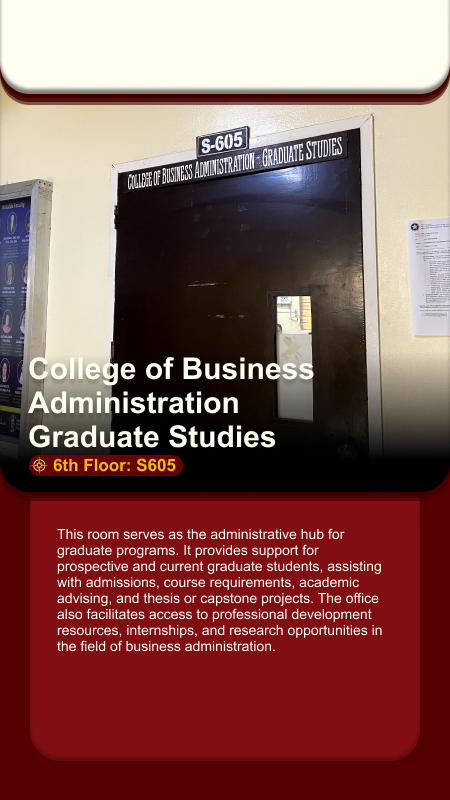 S-605
College of Business Administration - Graduate Studies
College of Business
Administration
Graduate Studies
6th Floor: S605
This room serves as the administrative hub for
graduate programs. It provides support for
prospective and current graduate students, assisting
with admissions, course requirements, academic
advising, and thesis or capstone projects. The office
also facilitates access to professional development
resources, internships, and research opportunities in
the field of business administration.